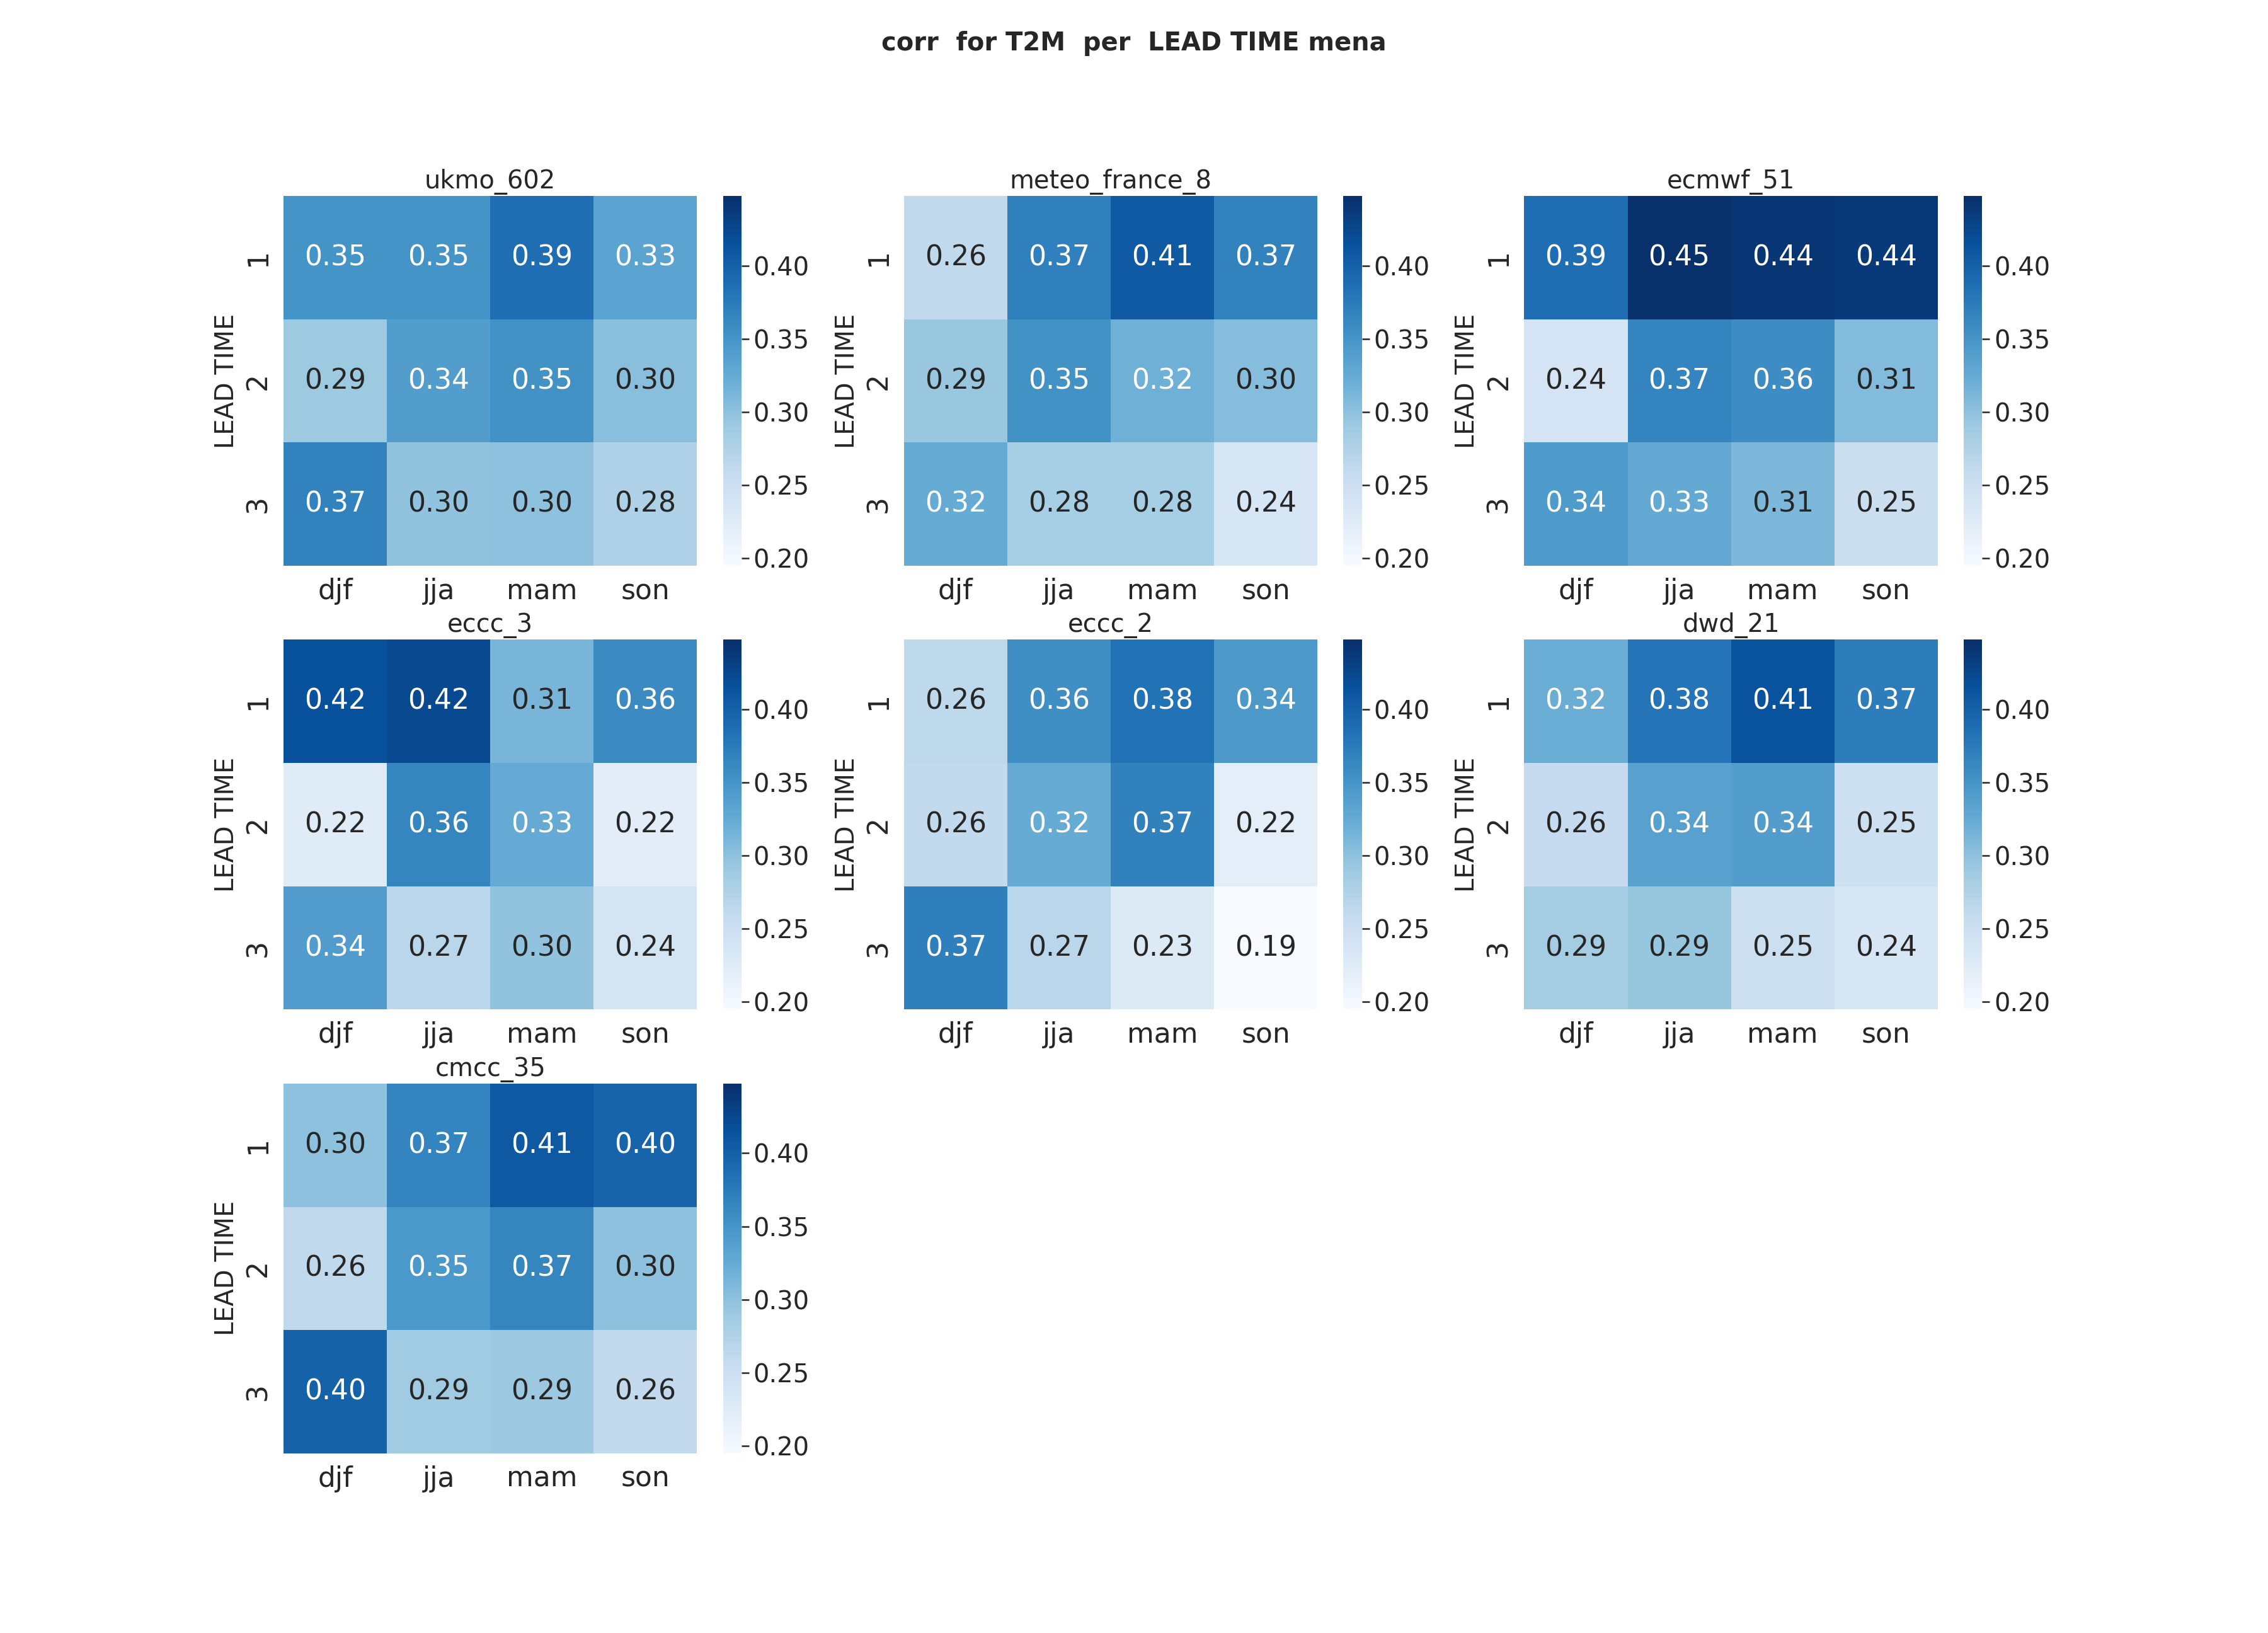 corr  for T2M  per  LEAD TIME mena
ukmo_602
LEAD TIME
1 0.35 0.35 0.39 0.33
2 0.29 0.34 0.35 0.30
3 0.37 0.30 0.30 0.28
djf jja mam son
0.40
0.35
0.30
0.25
0.20
meteo_france_8
LEAD TIME
1 0.26 0.37 0.41 0.37
2 0.29 0.35 0.32 0.30
3 0.32 0.28 0.28 0.24
djf jja mam son
0.40
0.35
0.30
0.25
0.20
ecmwf_51
LEAD TIME
1 0.39 0.45 0.44 0.44
2 0.24 0.37 0.36 0.31
3 0.34 0.33 0.31 0.25
djf jja mam son
0.40
0.35
0.30
0.25
0.20
eccc_3
LEAD TIME
1 0.42 0.42 0.31 0.36
2 0.22 0.36 0.33 0.22
3 0.34 0.27 0.30 0.24
djf jja mam son
0.40
0.35
0.30
0.25
0.20
eccc_2
LEAD TIME
1 0.26 0.36 0.38 0.34
2 0.26 0.32 0.37 0.22
3 0.37 0.27 0.23 0.19
djf jja mam son
0.40
0.35
0.30
0.25
0.20
dwd_21
LEAD TIME
1 0.32 0.38 0.41 0.37
2 0.26 0.34 0.34 0.25
3 0.29 0.29 0.25 0.24
djf jja mam son
0.40
0.35
0.30
0.25
0.20
cmcc_35
LEAD TIME
1 0.30 0.37 0.41 0.40
2 0.26 0.35 0.37 0.30
3 0.40 0.29 0.29 0.26
djf jja mam son
0.40
0.35
0.30
0.25
0.20